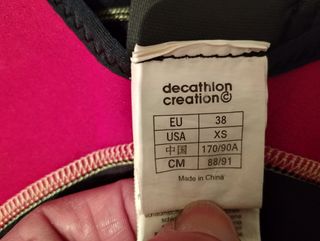 decathlon
creation©
EU 38
USA XS
中国 170/90A
CM 88/91
Made in China